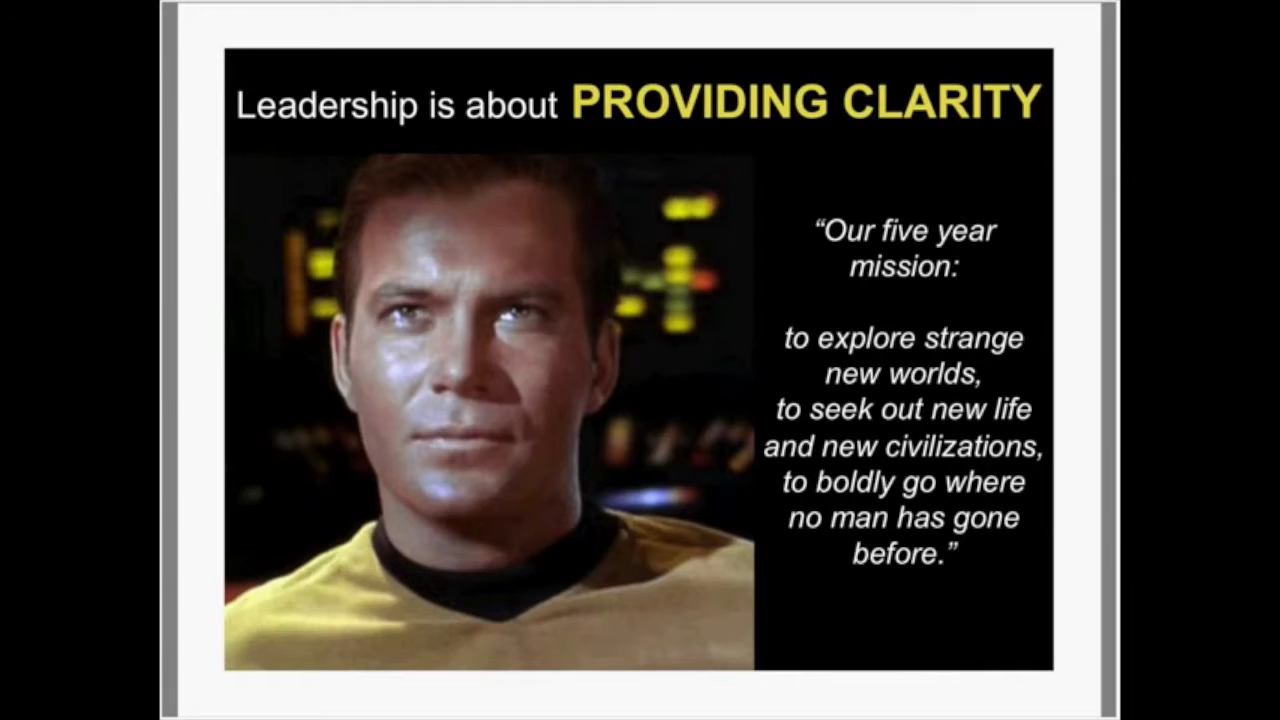 Leadership is about PROVIDING CLARITY
“Our five year
mission:
to explore strange
new worlds,
to seek out new life
and new civilizations,
to boldly go where
no man has gone
before.”